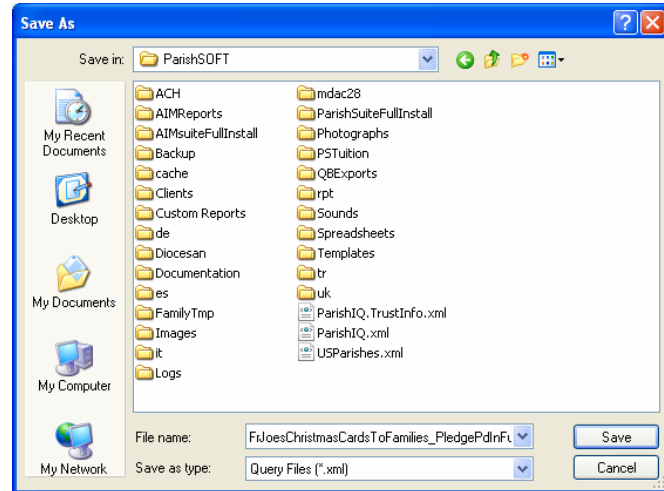 Save As
Save in:
ParishSOFT
My Recent
Documents
Desktop
My Documents
My Computer
My Network
ACH
AIMReports
AIMsuiteFullInstall
Backup
cache
Clients
Custom Reports
de
Diocesan
Documentation
es
FamilyTmp
Images
it
Logs
mdac28
ParishSuiteFullInstall
Photographs
PSTuition
QBExports
rpt
Sounds
Spreadsheets
Templates
tr
uk
ParishIQ.TrustInfo.xml
ParishIQ.xml
USParishes.xml
File name:
FrJoesChristmasCardsToFamilies_PledgePdInFu
Save
Save as type:
Query Files (*.xml)
Cancel